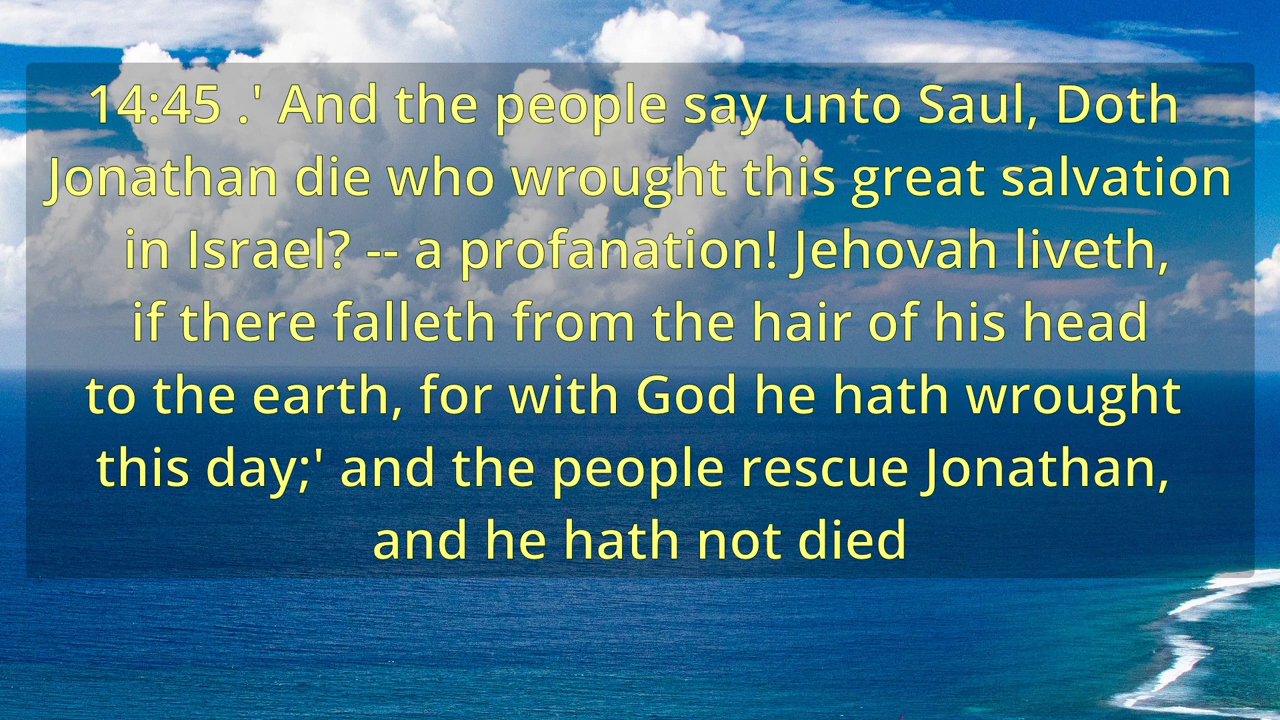 14:45 .' And the people say unto Saul, Doth
Jonathan die who wrought this great salvation
in Israel? -- a profanation! Jehovah liveth,
if there falleth from the hair of his head
to the earth, for with God he hath wrought
this day;' and the people rescue Jonathan,
and he hath not died